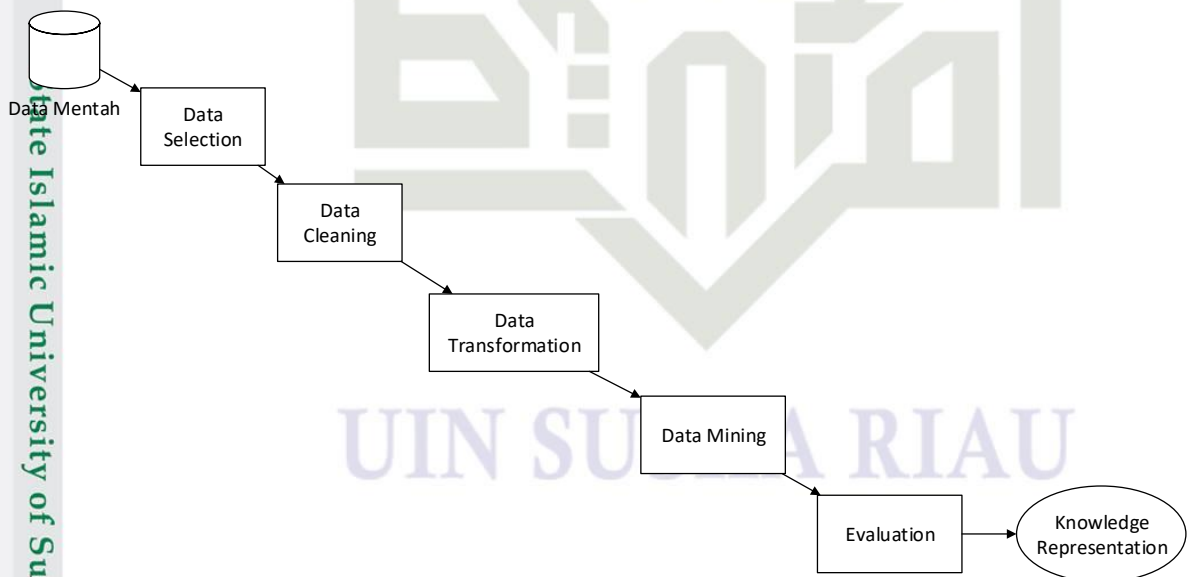 Data Mentah
Data
Selection
Data
Cleaning
Data
Transformation
Data Mining
Evaluation
Knowledge
Representation
State Islamic University of Su
UIN SU A RIAU